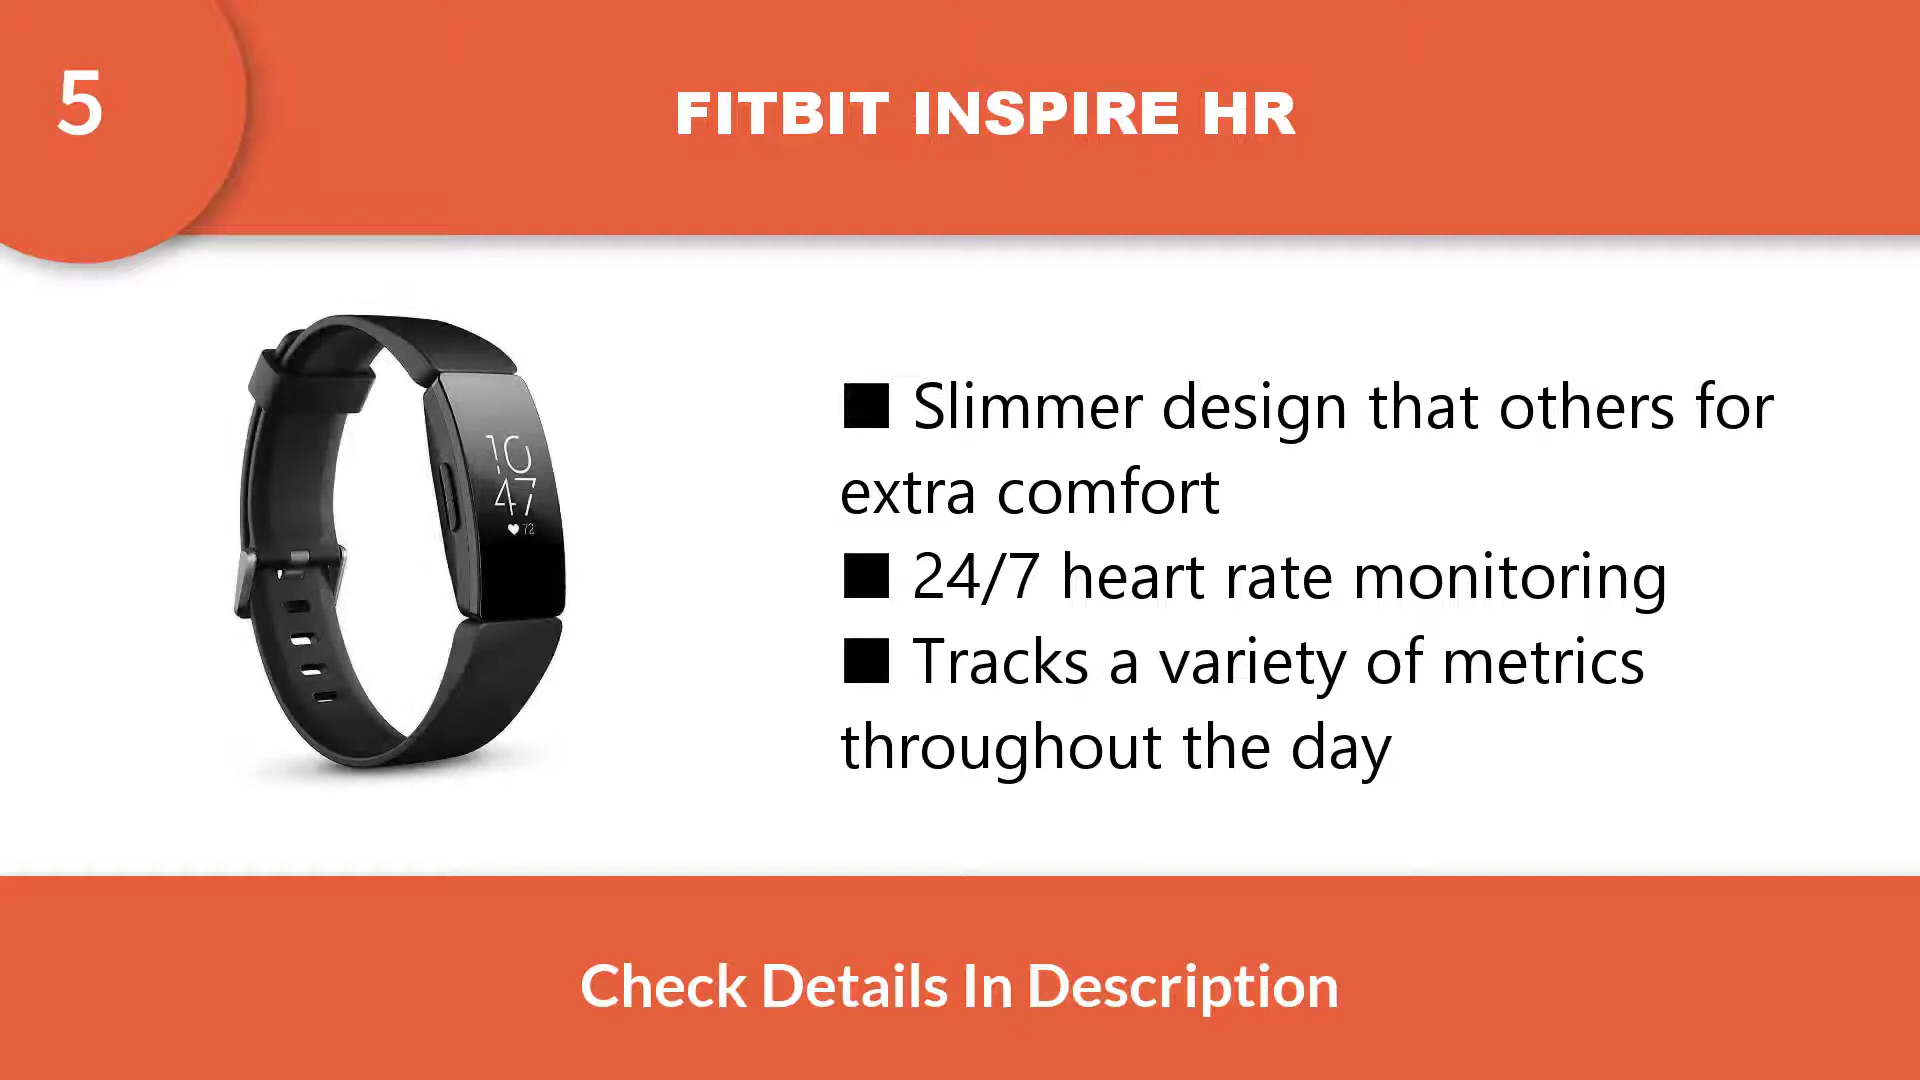 5
FITBIT INSPIRE HR
10
47
72
■ Slimmer design that others for
extra comfort
■ 24/7 heart rate monitoring
■ Tracks a variety of metrics
throughout the day
Check Details In Description